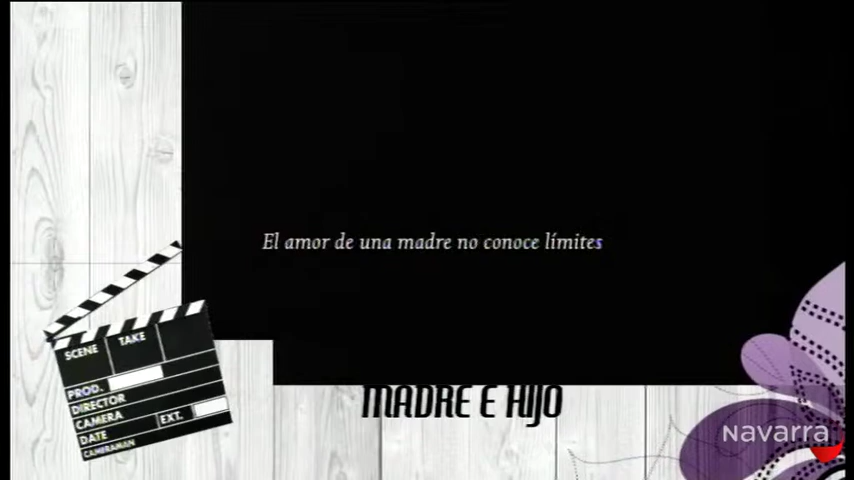 El amor de una madre no conoce límites
SCENE TAKE
PROD.
DIRECTOR
CAMERA EXT.
DATE
CAMERAMAN
MADRE E HIJO
Navarra